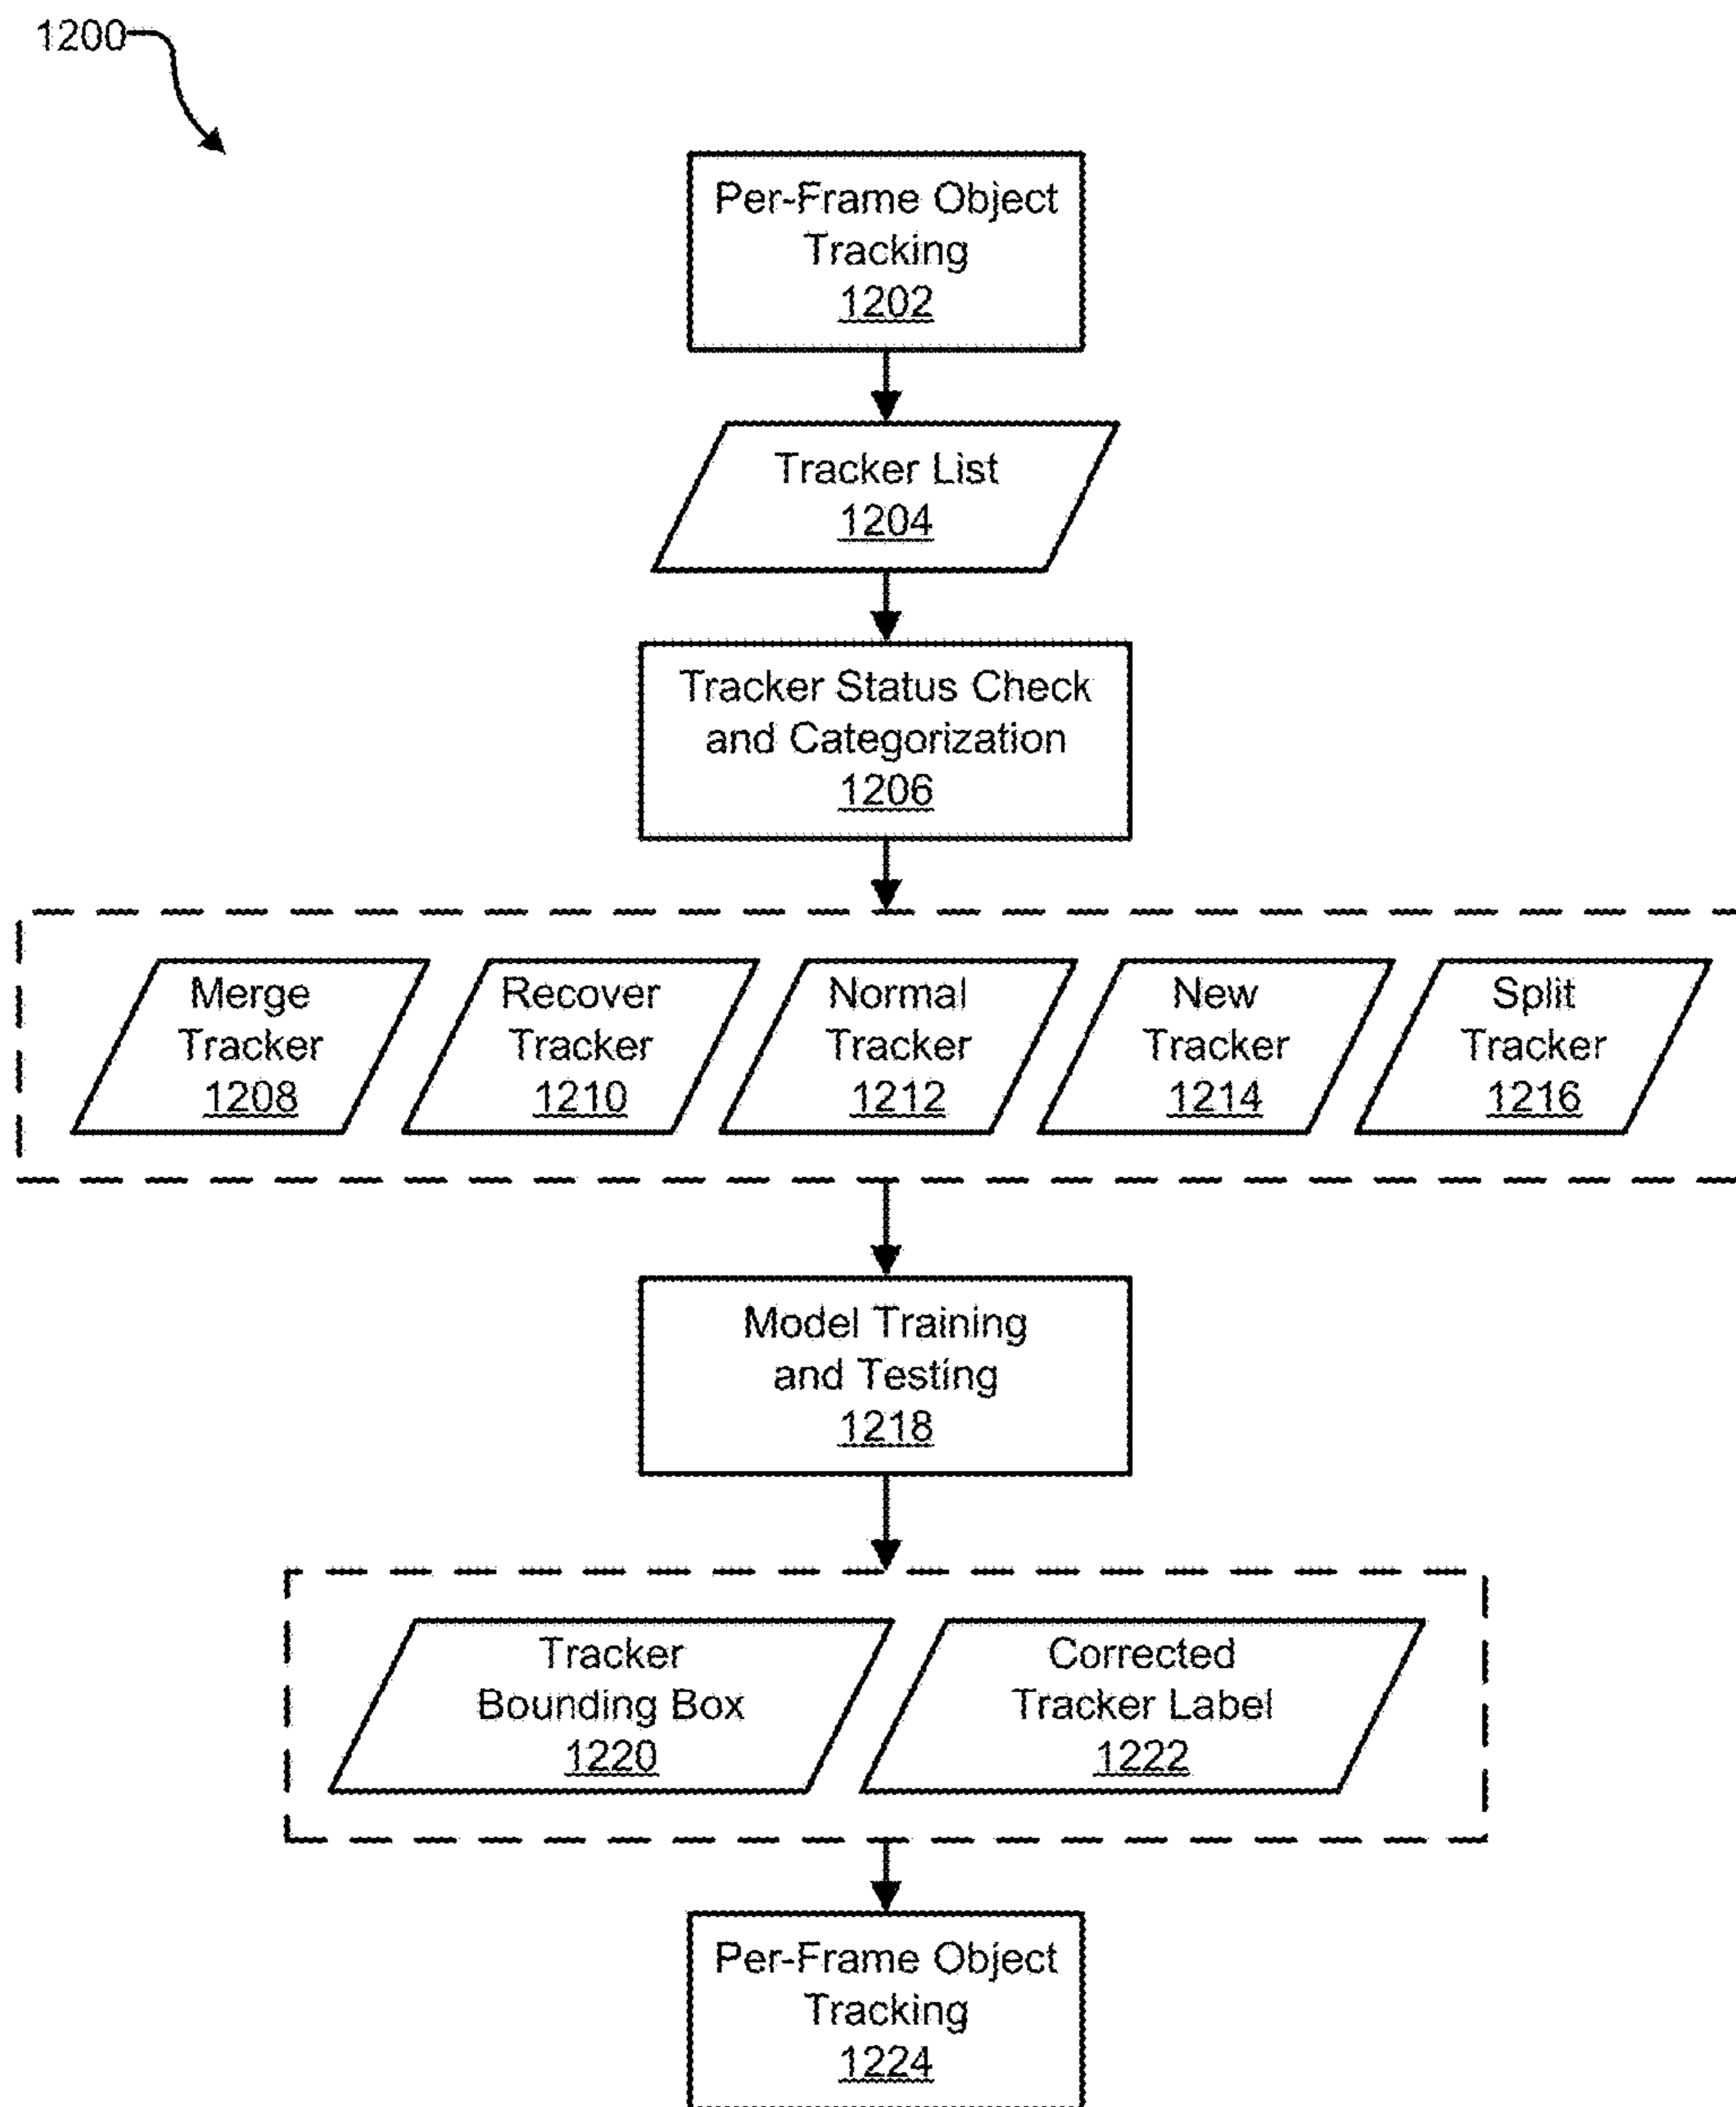 1200
Per-Frame Object
Tracking
1202
Tracker List
1204
Tracker Status Check
and Categorization
1206
Merge
Tracker
1208
Recover
Tracker
1210
Normal
Tracker
1212
New
Tracker
1214
Split
Tracker
1216
Model Training
and Testing
1218
Tracker
Bounding Box
1220
Corrected
Tracker Label
1222
Per-Frame Object
Tracking
1224